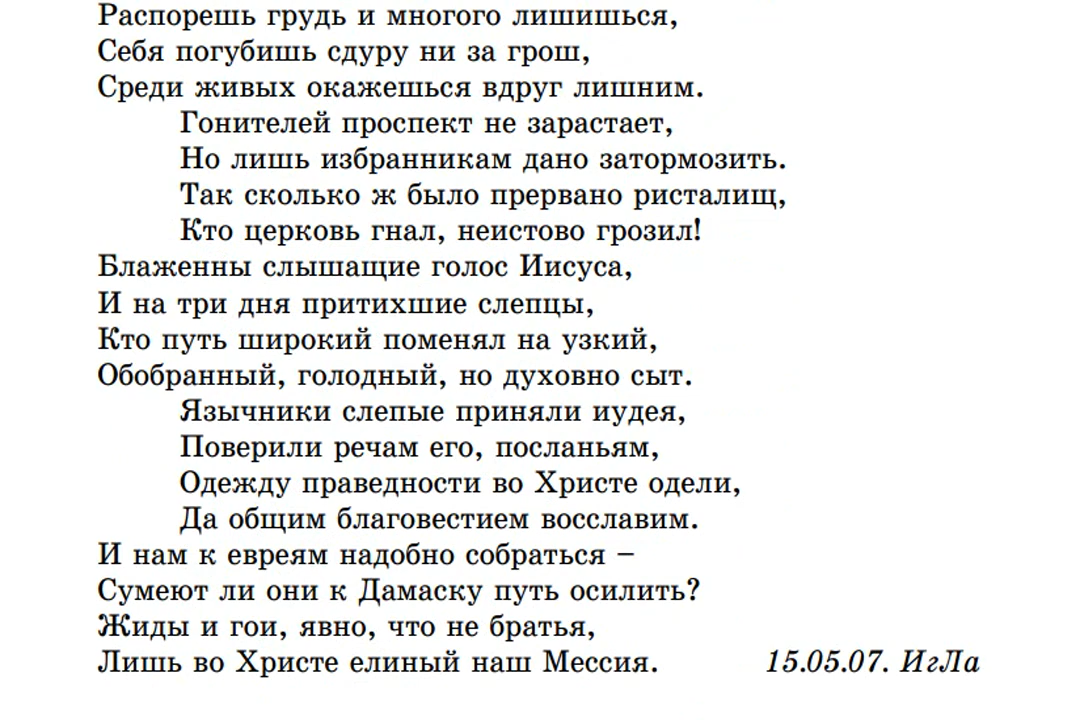 Распорешь грудь и многого лишишься,
Себя погубишь сдуру ни за грош,
Среди живых окажешься вдруг лишним.
Гонителей проспект не зарастает,
Но лишь избранникам дано затормозить.
Так сколько ж было прервано ристалищ,
Кто церковь гнал, неистово грозил!
Блаженны слышащие голос Иисуса,
И на три дня притихшие слепцы,
Кто путь широкий поменял на узкий,
Обобранный, голодный, но духовно сыт.
Язычники слепые приняли иудея,
Поверили речам его, посланьям,
Одежду праведности во Христе одели,
Да общим благовестием восславим.
И нам к евреям надобно собраться –
Сумеют ли они к Дамаску путь осилить?
Жиды и гои, явно, что не братья,
Лишь во Христе елиный наш Мессия. 15.05.07. ИгЛа